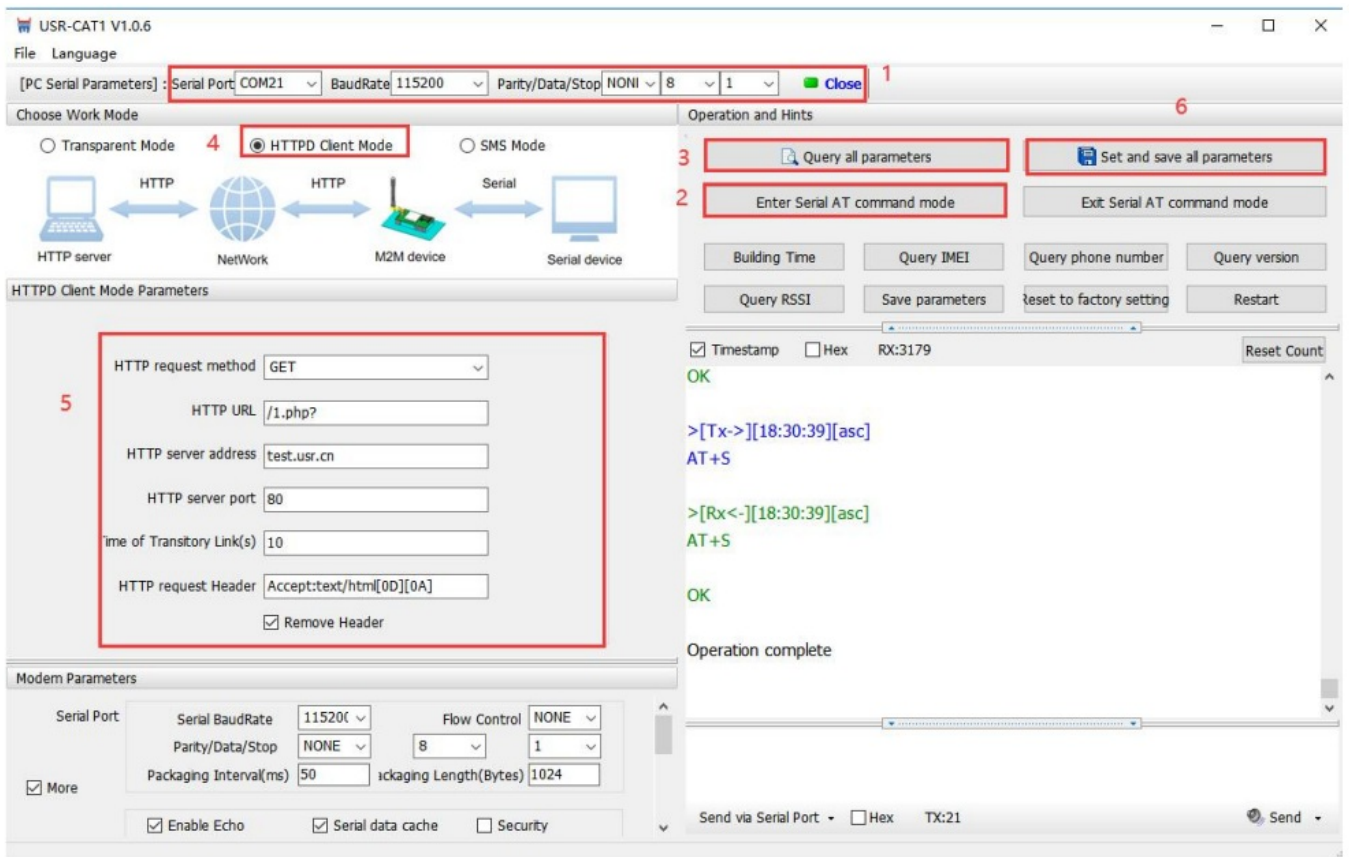 USR-CAT1 V1.0.6
File Language
[PC Serial Parameters] : Serial Port COM21 BaudRate 115200 Parity/Data/Stop NONI 8 1 Close 1
Choose Work Mode
Transparent Mode 4 HTTPD Client Mode SMS Mode
HTTP HTTP Serial
HTTP server NetWork M2M device Serial device
HTTPD Client Mode Parameters
5
HTTP request method GET
HTTP URL /1.php?
HTTP server address test.usr.cn
HTTP server port 80
ime of Transitory Link(s) 10
HTTP request Header Accept:text/html[0D][0A]
Remove Header
Modem Parameters
Serial Port Serial BaudRate 11520( Flow Control NONE
Parity/Data/Stop NONE 8 1
Packaging Interval(ms) 50 ackaging Length(Bytes) 1024
More
Enable Echo Serial data cache Security
Operation and Hints
6
3 Query all parameters Set and save all parameters
2 Enter Serial AT command mode Exit Serial AT command mode
Building Time Query IMEI Query phone number Query version
Query RSSI Save parameters Reset to factory setting Restart
Timestamp Hex RX:3179 Reset Count
OK
>[Tx->][18:30:39][asc]
AT+S
>[Rx<-][18:30:39][asc]
AT+S
OK
Operation complete
Send via Serial Port Hex TX:21 Send